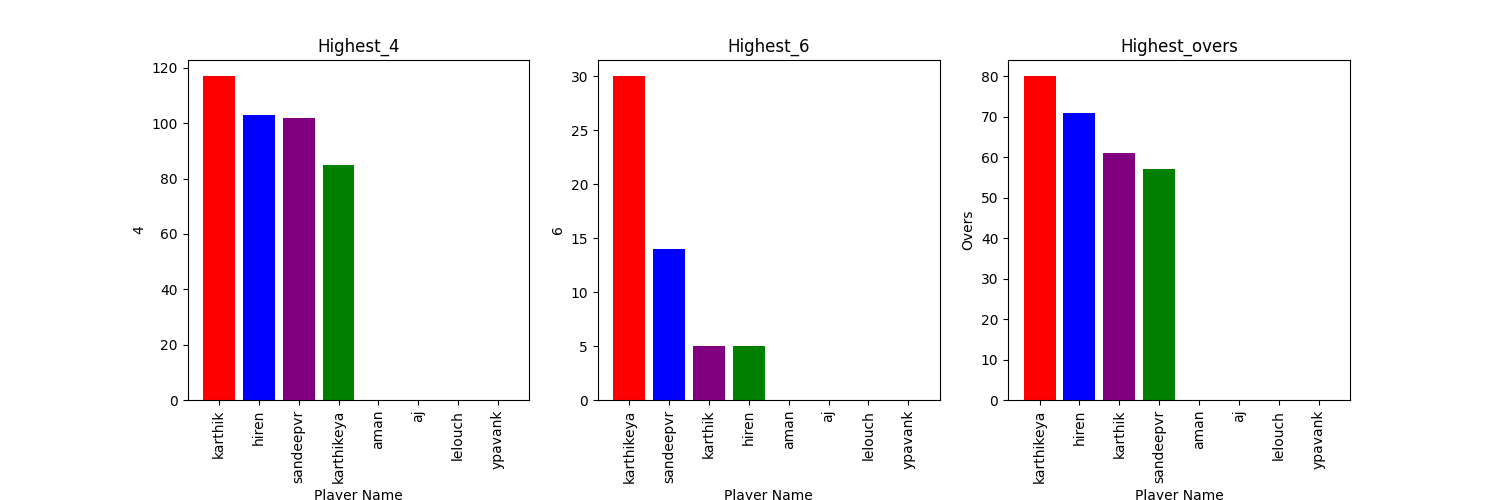 Highest_4
120
100
80
60
40
20
0
4
karthik
hiren
sandeepvr
karthikeya
aman
aj
lelouch
ypavank
Player Name
Highest_6
30
25
20
15
10
5
0
6
karthikeya
sandeepvr
karthik
hiren
aman
aj
lelouch
ypavank
Player Name
Highest_overs
80
70
60
50
40
30
20
10
0
Overs
karthikeya
hiren
karthik
sandeepvr
aman
aj
lelouch
ypavank
Player Name